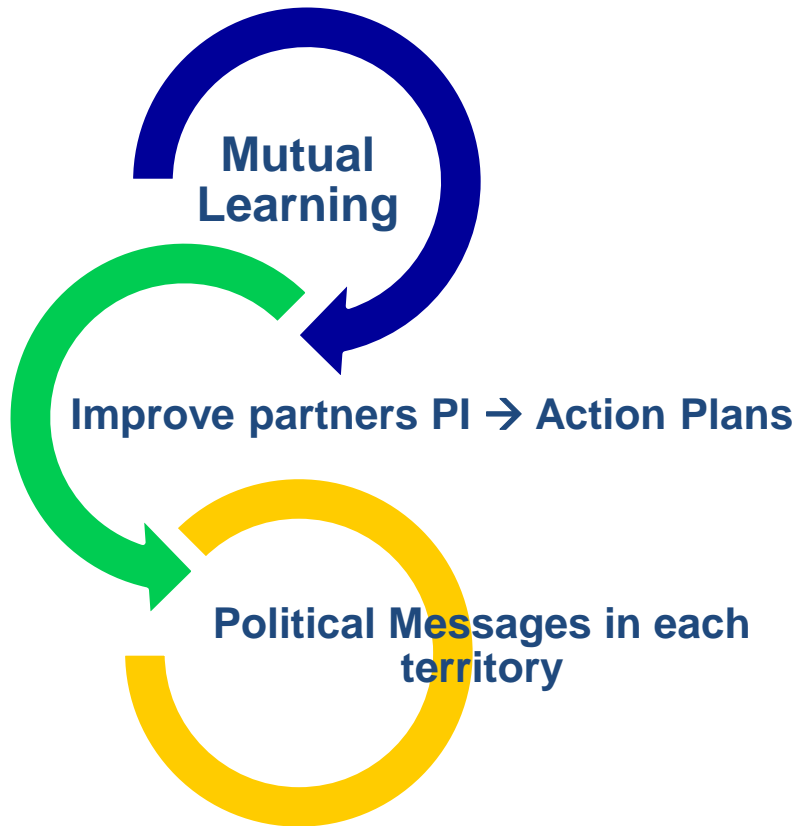 Mutual
Learning
Improve partners PI → Action Plans
Political Messages in each
territory